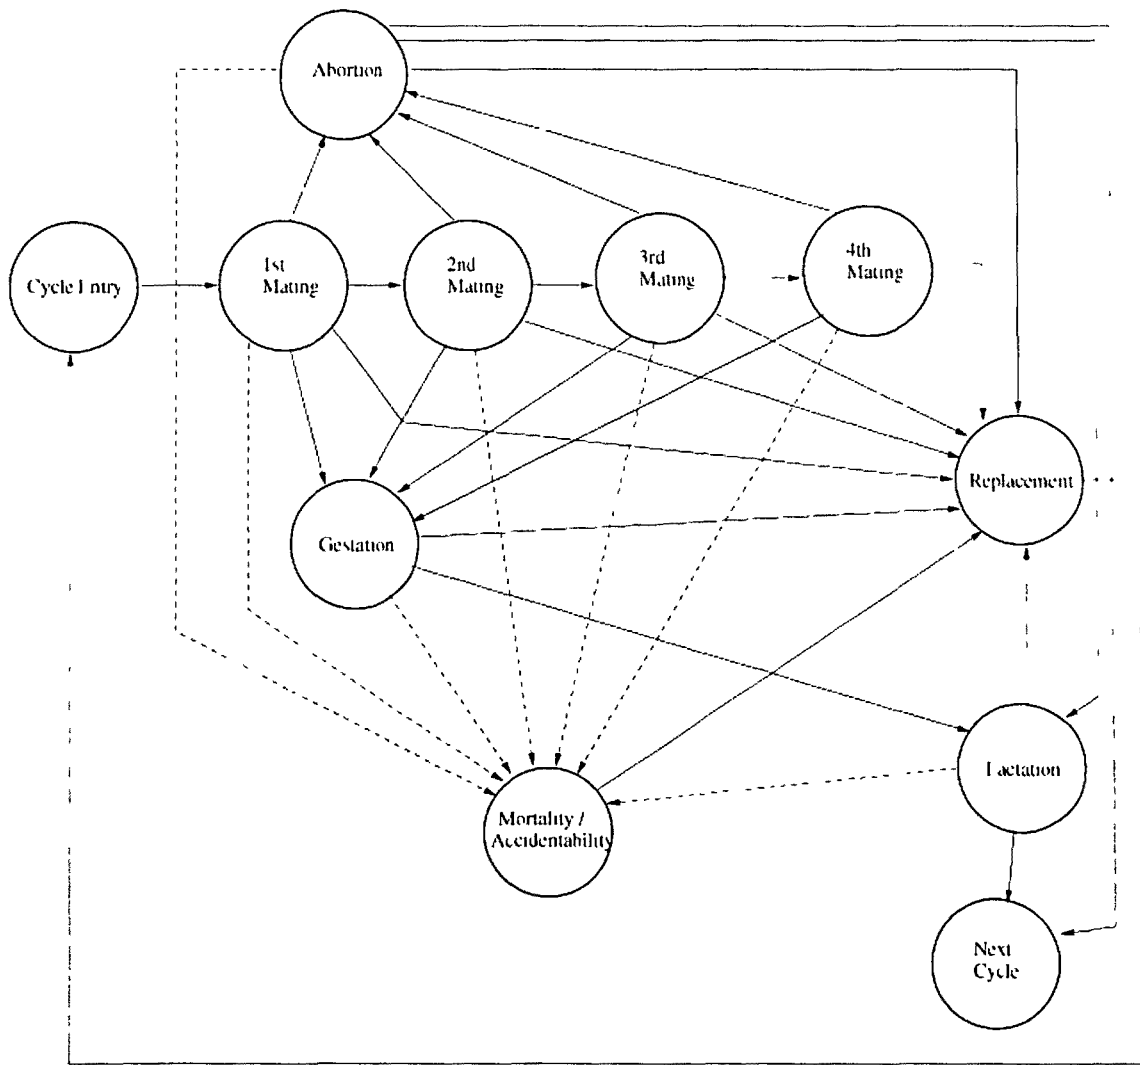 Abortion
Cycle Entry
1st
Mating
2nd
Mating
3rd
Mating
4th
Mating
Replacement
Gestation
Lactation
Mortality /
Accidentability
Next
Cycle